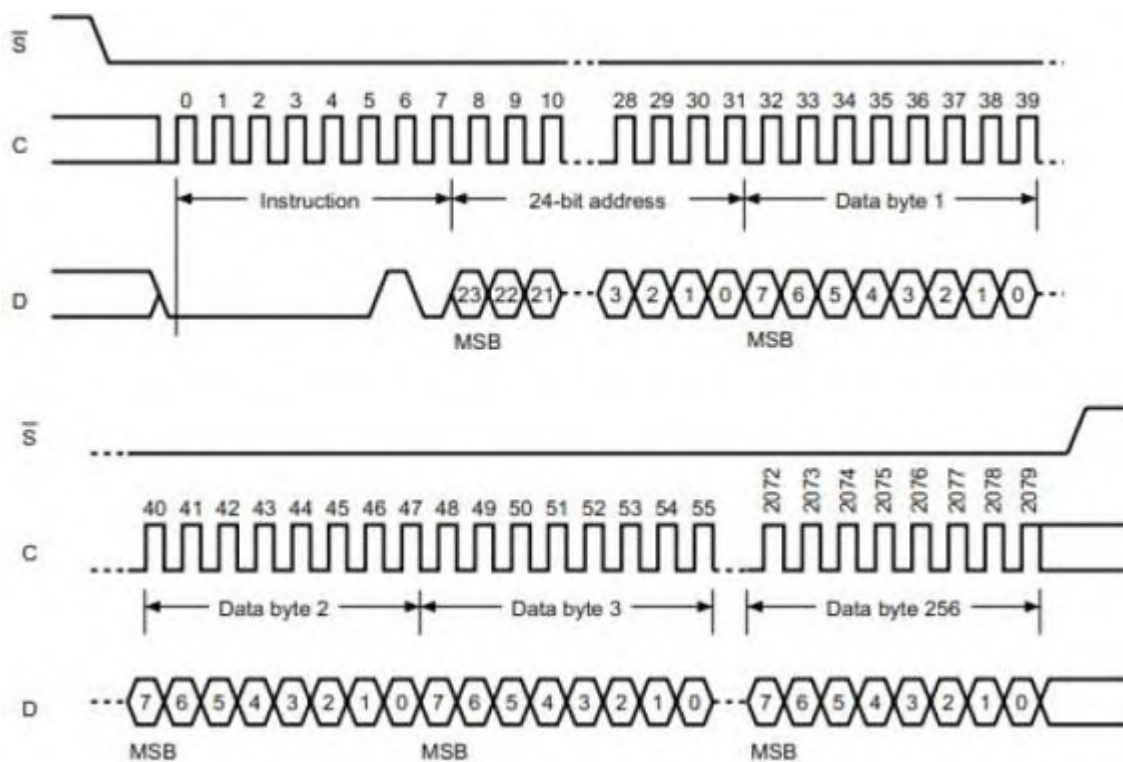 S̅
0 1 2 3 4 5 6 7 8 9 10 28 29 30 31 32 33 34 35 36 37 38 39
C
Instruction 24-bit address Data byte 1
D
23 22 21 3 2 1 0 7 6 5 4 3 2 1 0
MSB MSB
S̅
2072 2073 2074 2075 2076 2077 2078 2079
40 41 42 43 44 45 46 47 48 49 50 51 52 53 54 55
C
Data byte 2 Data byte 3 Data byte 256
D
7 6 5 4 3 2 1 0 7 6 5 4 3 2 1 0 7 6 5 4 3 2 1 0
MSB MSB MSB